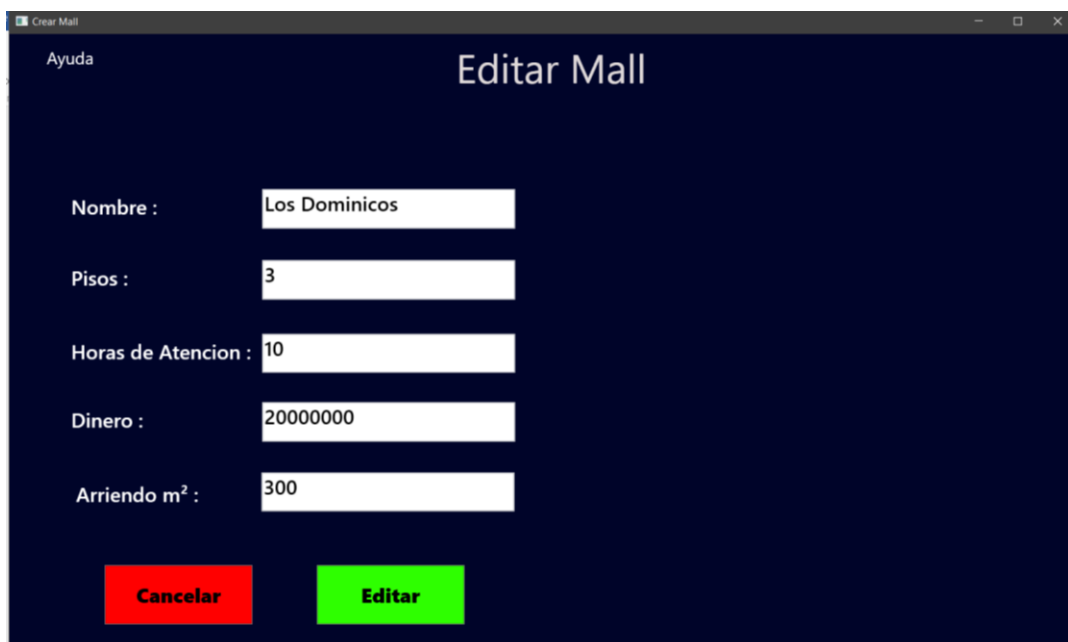 Crear Mall
Ayuda
Editar Mall
Nombre : Los Dominicos
Pisos : 3
Horas de Atencion : 10
Dinero : 20000000
Arriendo m² : 300
Cancelar Editar